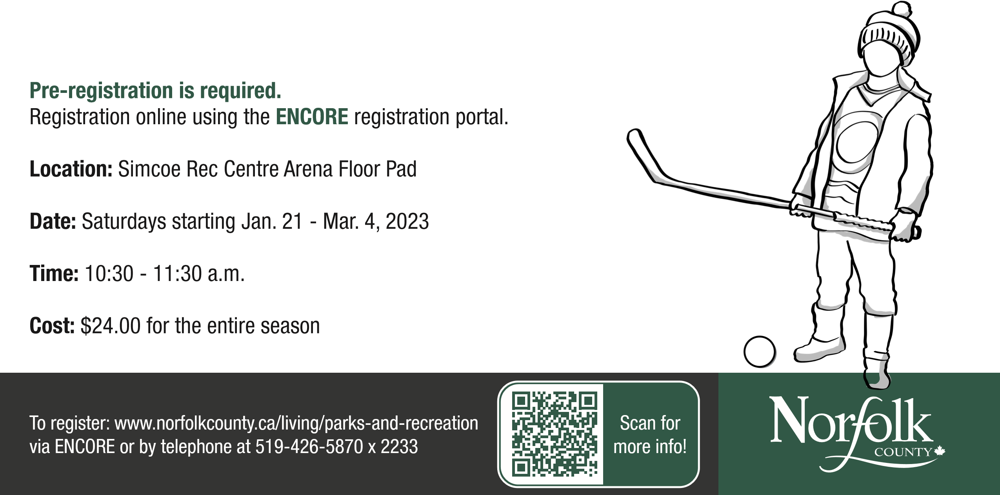 Pre-registration is required.
Registration online using the ENCORE registration portal.
Location: Simcoe Rec Centre Arena Floor Pad
Date: Saturdays starting Jan. 21 - Mar. 4, 2023
Time: 10:30 - 11:30 a.m.
Cost: $24.00 for the entire season
To register: www.norfolkcounty.ca/living/parks-and-recreation
via ENCORE or by telephone at 519-426-5870 x 2233
Scan for
more info!
Norfolk
COUNTY